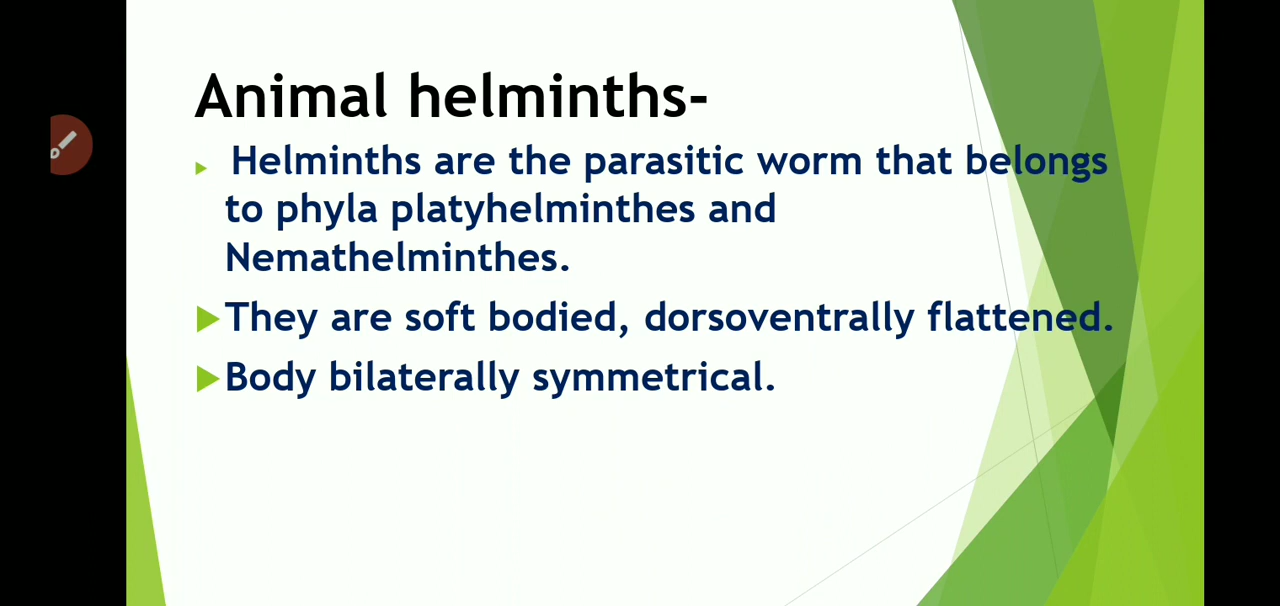 Animal helminths-
Helminths are the parasitic worm that belongs
to phyla platyhelminthes and
Nemathelminthes.
They are soft bodied, dorsoventrally flattened.
Body bilaterally symmetrical.